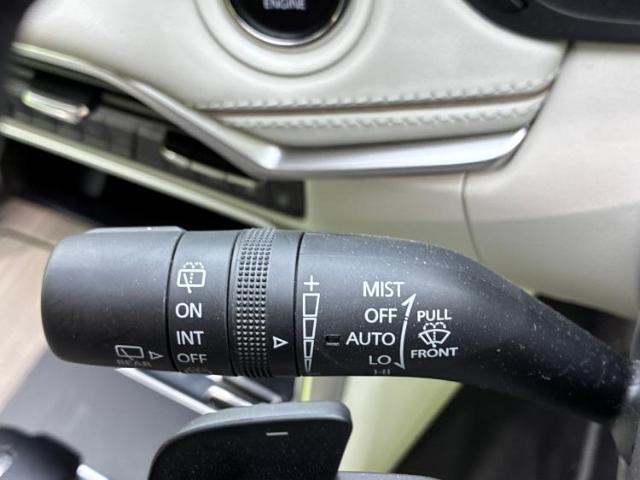 ENGINE
ON
INT
OFF
REAR
+
MIST
OFF
AUTO
LO
HI
PULL
FRONT
−